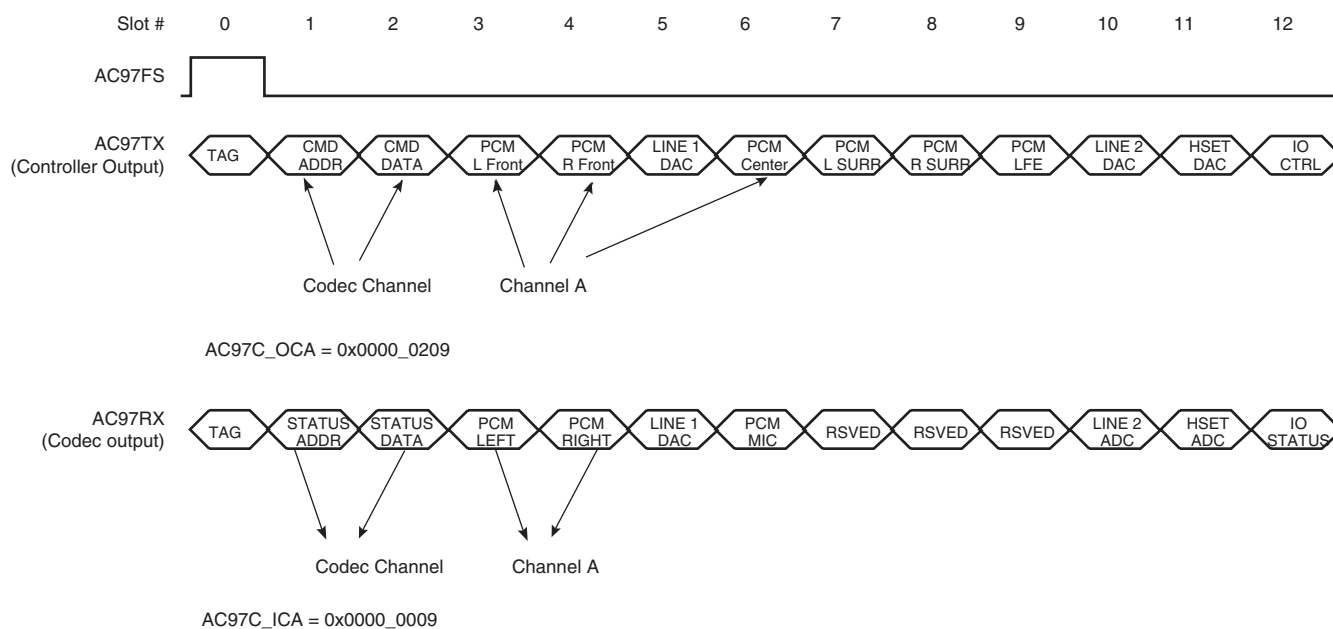 Slot # 0 1 2 3 4 5 6 7 8 9 10 11 12
AC97FS
AC97TX
(Controller Output)
TAG
CMD
ADDR
CMD
DATA
PCM
L Front
PCM
R Front
LINE 1
DAC
PCM
Center
PCM
L SURR
PCM
R SURR
PCM
LFE
LINE 2
DAC
HSET
DAC
IO
CTRL
Codec Channel
Channel A
AC97C_OCA = 0x0000_0209
AC97RX
(Codec output)
TAG
STATUS
ADDR
STATUS
DATA
PCM
LEFT
PCM
RIGHT
LINE 1
DAC
PCM
MIC
RSVED
RSVED
RSVED
LINE 2
ADC
HSET
ADC
IO
STATUS
Codec Channel
Channel A
AC97C_ICA = 0x0000_0009